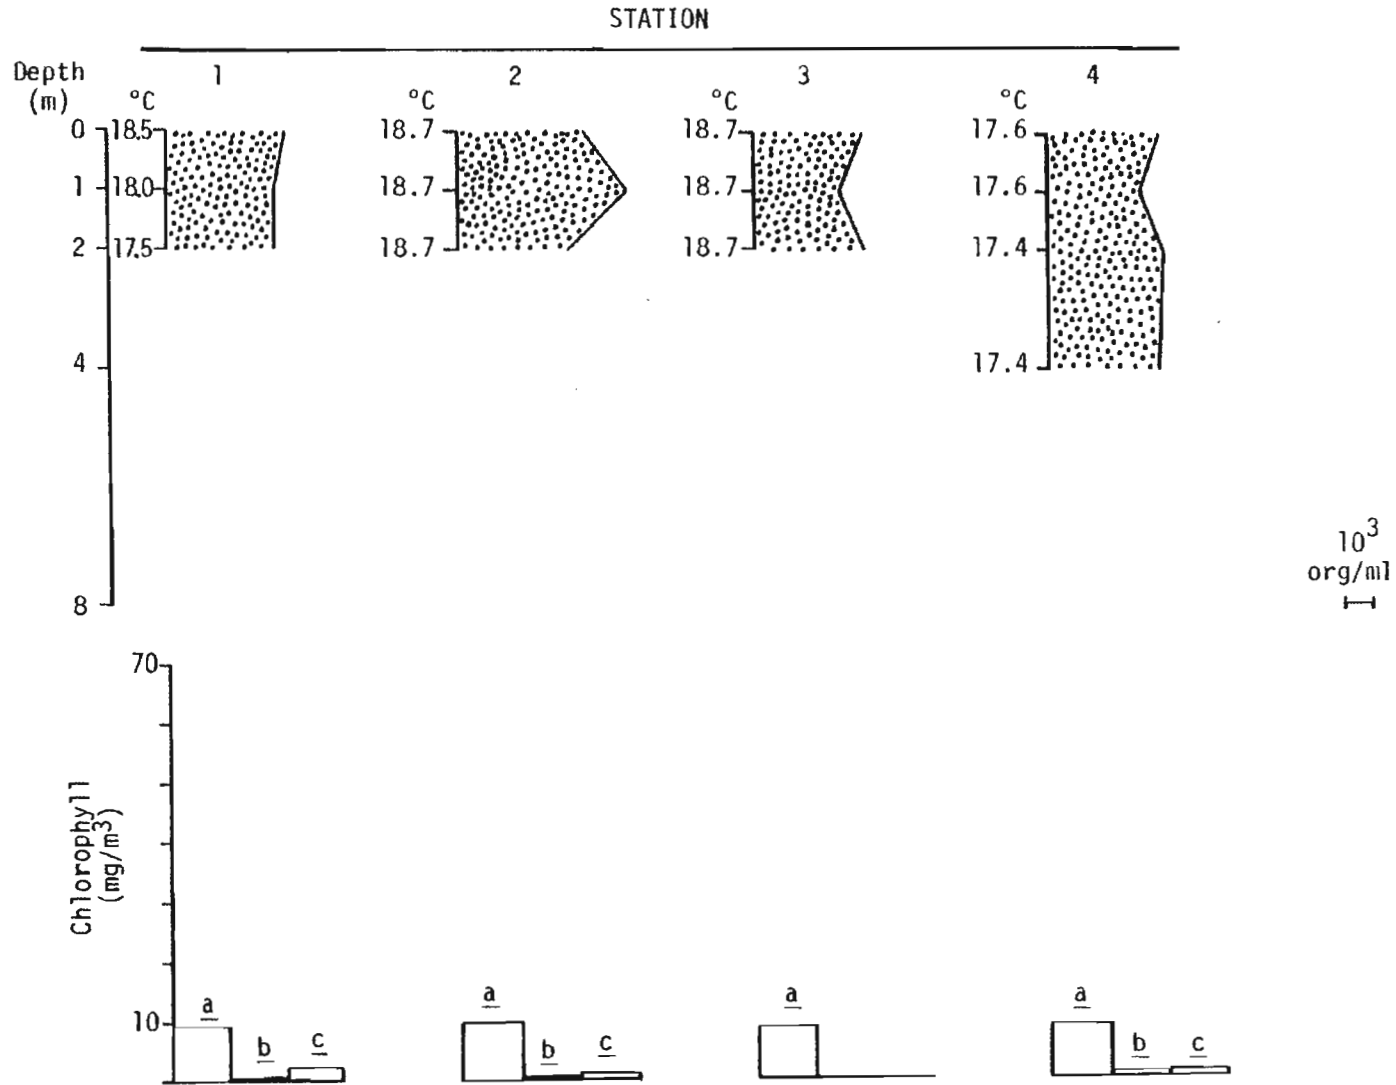 STATION
Depth
(m)
1 2 3 4
°C °C °C °C
0 18.5 18.7 18.7 17.6
1 18.0 18.7 18.7 17.6
2 17.5 18.7 18.7 17.4
4 17.4
8
10³
org/ml
70
Chlorophyll
(mg/m³)
10
a b c
a b c
a
a b c